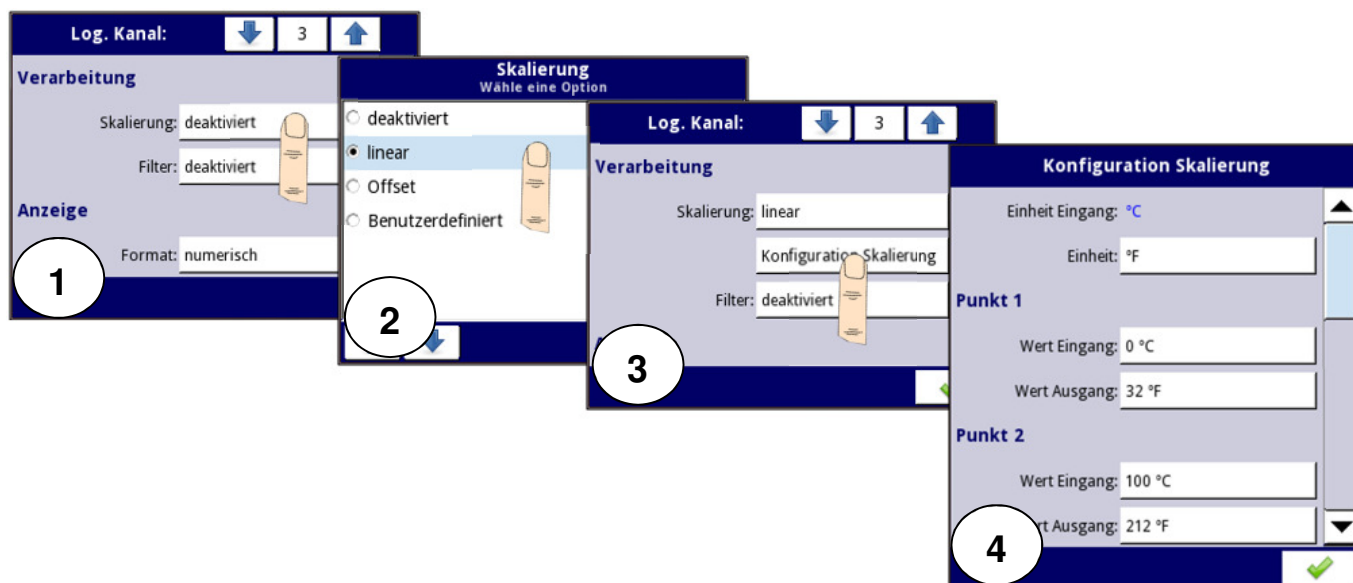 Log. Kanal: 3
Verarbeitung
Skalierung: deaktiviert
Filter: deaktiviert
Anzeige
Format: numerisch
1
Skalierung
Wähle eine Option
deaktiviert
linear
Offset
Benutzerdefiniert
2
Log. Kanal: 3
Verarbeitung
Skalierung: linear
Konfiguration Skalierung
Filter: deaktiviert
3
Konfiguration Skalierung
Einheit Eingang: °C
Einheit: °F
Punkt 1
Wert Eingang: 0 °C
Wert Ausgang: 32 °F
Punkt 2
Wert Eingang: 100 °C
Ausgang: 212 °F
4